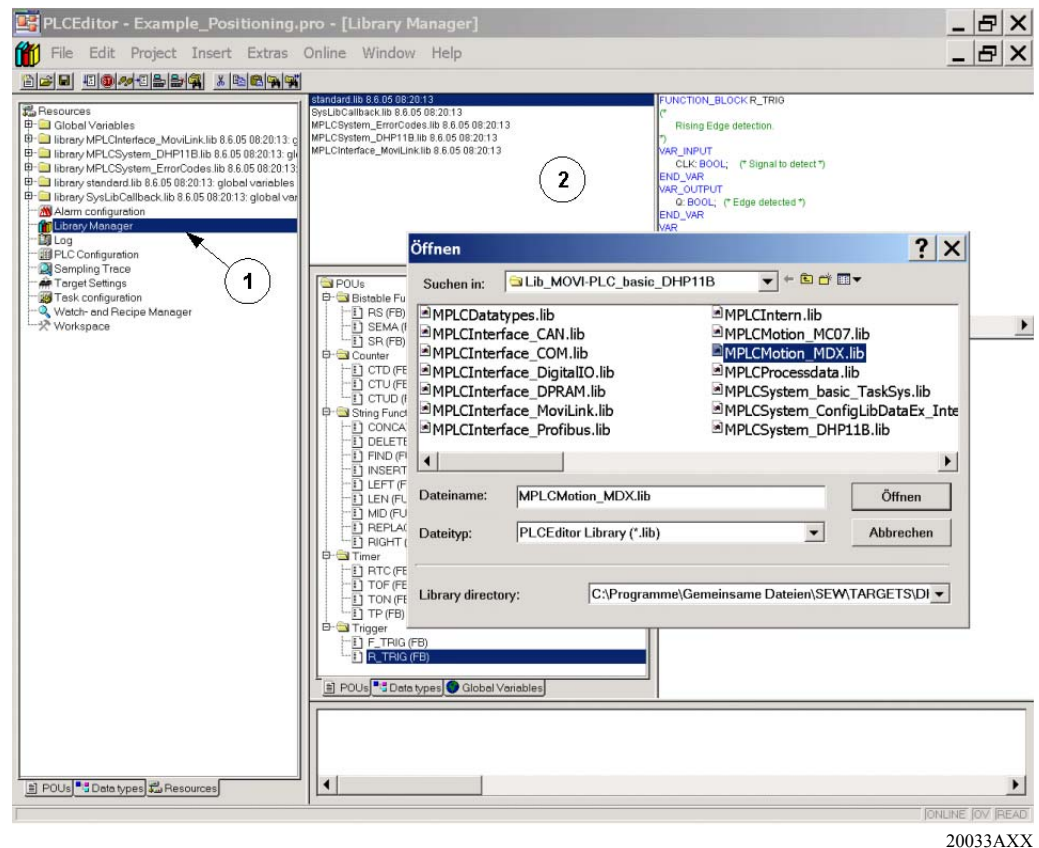 PLCEditor - Example_Positioning.pro - [Library Manager]
File Edit Project Insert Extras Online Window Help
Resources
Global Variables
library MPLCInterface_MoviLink.lib 8.6.05 08:20:13: g
library MPLCSystem_DHP11B.lib 8.6.05 08:20:13: gl
library MPLCSystem_ErrorCodes.lib 8.6.05 08:20:13:
library standard.lib 8.6.05 08:20:13: global variables
library SysLibCallback.lib 8.6.05 08:20:13: global var
Alarm configuration
Library Manager
Log
PLC Configuration
Sampling Trace
Target Settings
Task configuration
Watch- and Recipe Manager
Workspace
1
POUs Data types Resources
standard.lib 8.6.05 08:20:13
SysLibCallback.lib 8.6.05 08:20:13
MPLCSystem_ErrorCodes.lib 8.6.05 08:20:13
MPLCSystem_DHP11B.lib 8.6.05 08:20:13
MPLCInterface_MoviLink.lib 8.6.05 08:20:13
2
FUNCTION_BLOCK R_TRIG
(*
Rising Edge detection.
*)
VAR_INPUT
CLK: BOOL; (* Signal to detect *)
END_VAR
VAR_OUTPUT
Q: BOOL; (* Edge detected *)
END_VAR
VAR
POUs
Bistable Fu
RS (FB)
SEMA (F
SR (FB)
Counter
CTD (FE
CTU (FE
CTUD (F
String Funct
CONCA
DELETE
FIND (FU
INSERT
LEFT (F
LEN (FU
MID (FU
REPLAC
RIGHT (
Timer
RTC (FE
TOF (FE
TON (FE
TP (FB)
Trigger
F_TRIG (FB)
R_TRIG (FB)
POUs Data types Global Variables
Öffnen
Suchen in: Lib_MOVI-PLC_basic_DHP11B
MPLCDatatypes.lib
MPLCInterface_CAN.lib
MPLCInterface_COM.lib
MPLCInterface_DigitalIO.lib
MPLCInterface_DPRAM.lib
MPLCInterface_MoviLink.lib
MPLCInterface_Profibus.lib
MPLCIntern.lib
MPLCMotion_MC07.lib
MPLCMotion_MDX.lib
MPLCProcessdata.lib
MPLCSystem_basic_TaskSys.lib
MPLCSystem_ConfigLibDataEx_Inte
MPLCSystem_DHP11B.lib
Dateiname: MPLCMotion_MDX.lib Öffnen
Dateityp: PLCEditor Library (*.lib) Abbrechen
Library directory: C:\Programme\Gemeinsame Dateien\SEW\TARGETS\DI
ONLINE OV READ
20033AXX